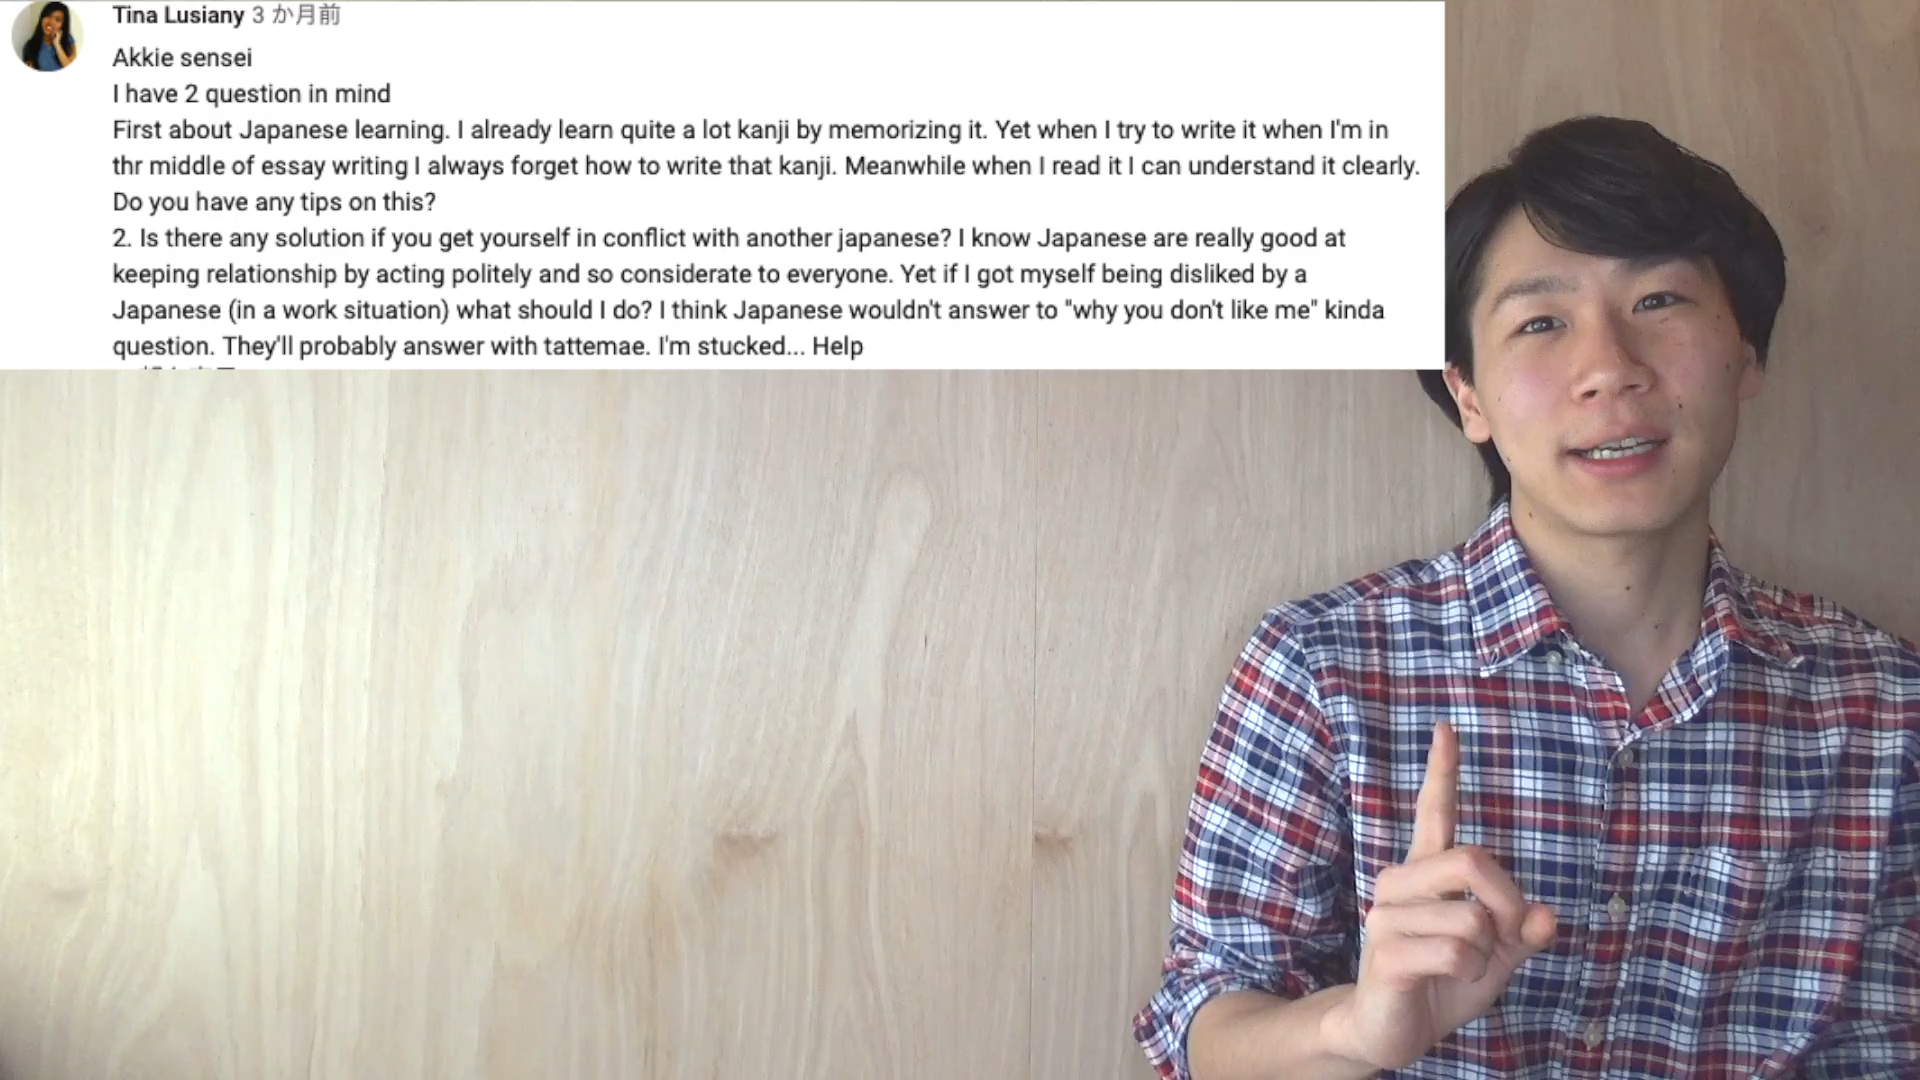 Tina Lusiany 3 か月前
Akkie sensei
I have 2 question in mind
First about Japanese learning. I already learn quite a lot kanji by memorizing it. Yet when I try to write it when I'm in
thr middle of essay writing I always forget how to write that kanji. Meanwhile when I read it I can understand it clearly.
Do you have any tips on this?
2. Is there any solution if you get yourself in conflict with another japanese? I know Japanese are really good at
keeping relationship by acting politely and so considerate to everyone. Yet if I got myself being disliked by a
Japanese (in a work situation) what should I do? I think Japanese wouldn't answer to "why you don't like me" kinda
question. They'll probably answer with tattemae. I'm stucked... Help